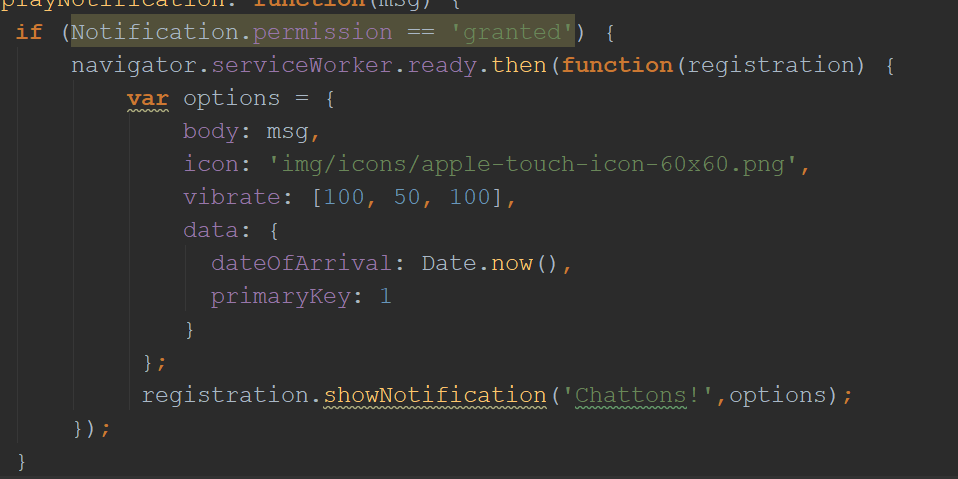 playNotification: function(msg) {
if (Notification.permission == 'granted') {
navigator.serviceWorker.ready.then(function(registration) {
var options = {
body: msg,
icon: 'img/icons/apple-touch-icon-60x60.png',
vibrate: [100, 50, 100],
data: {
dateOfArrival: Date.now(),
primaryKey: 1
}
};
registration.showNotification('Chattons!',options);
});
}